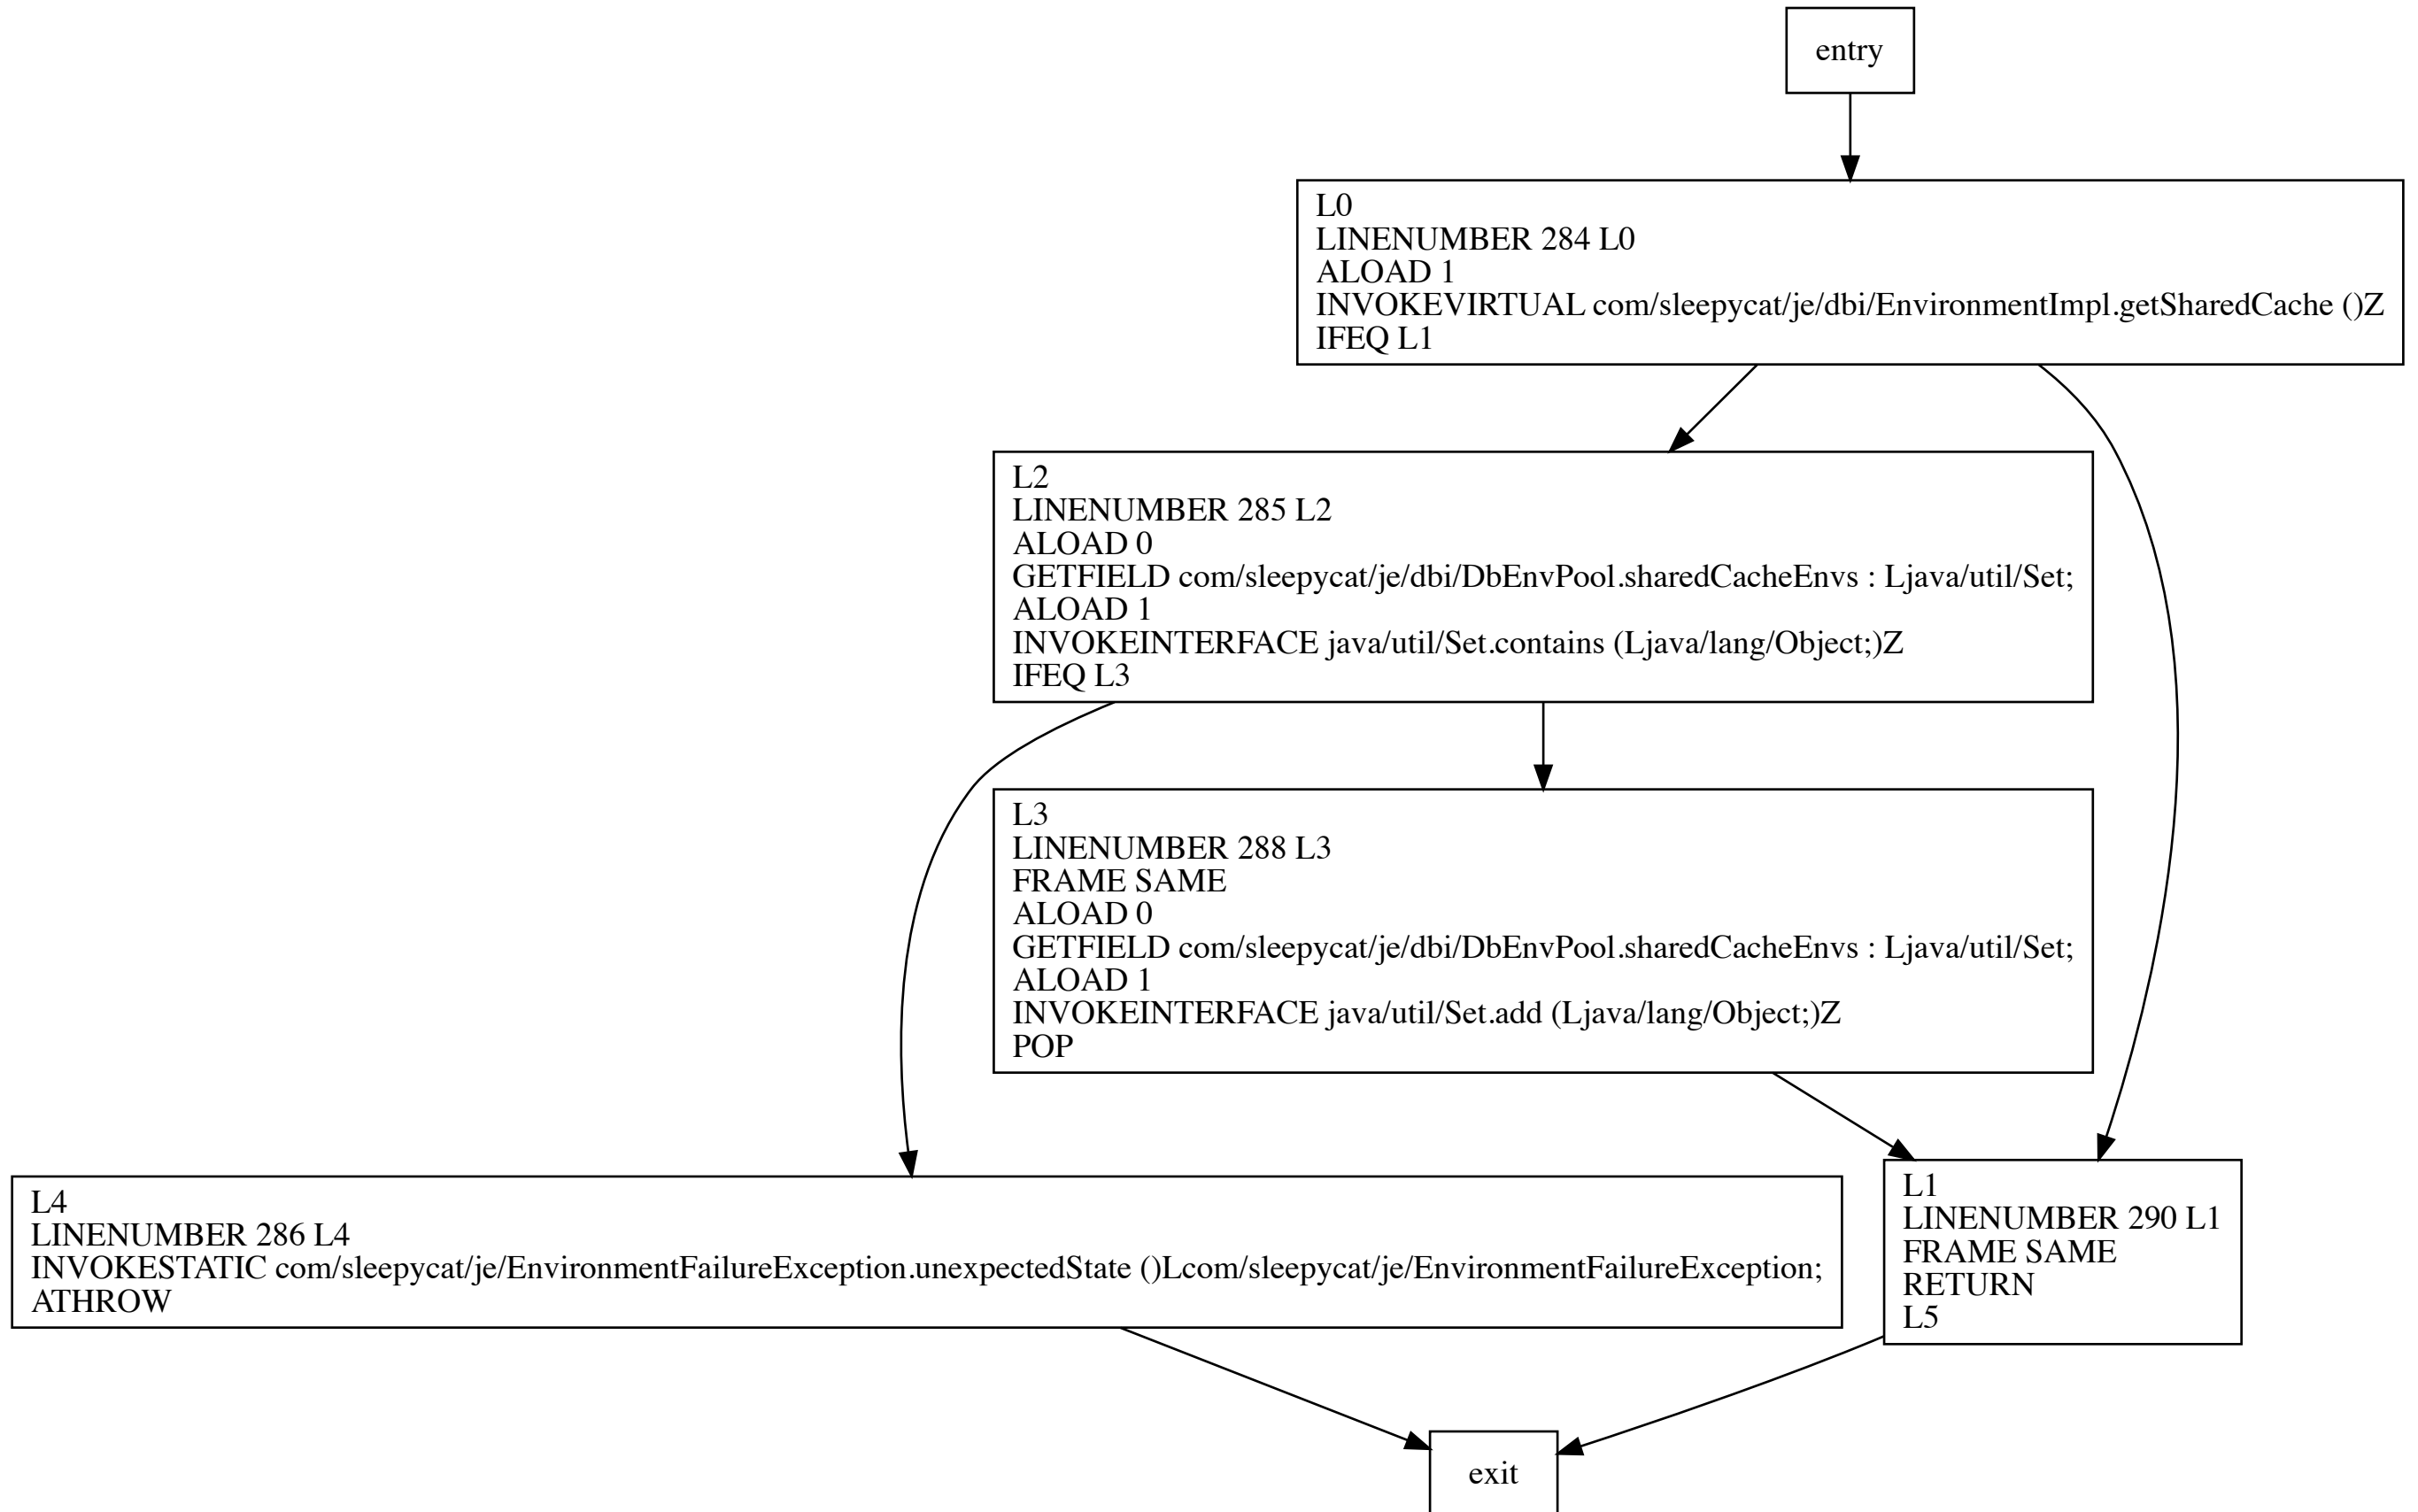 entry
L0
LINENUMBER 284 L0
ALOAD 1
INVOKEVIRTUAL com/sleepycat/je/dbi/EnvironmentImpl.getSharedCache ()Z
IFEQ L1
L2
LINENUMBER 285 L2
ALOAD 0
GETFIELD com/sleepycat/je/dbi/DbEnvPool.sharedCacheEnvs : Ljava/util/Set;
ALOAD 1
INVOKEINTERFACE java/util/Set.contains (Ljava/lang/Object;)Z
IFEQ L3
L3
LINENUMBER 288 L3
FRAME SAME
ALOAD 0
GETFIELD com/sleepycat/je/dbi/DbEnvPool.sharedCacheEnvs : Ljava/util/Set;
ALOAD 1
INVOKEINTERFACE java/util/Set.add (Ljava/lang/Object;)Z
POP
L4
LINENUMBER 286 L4
INVOKESTATIC com/sleepycat/je/EnvironmentFailureException.unexpectedState ()Lcom/sleepycat/je/EnvironmentFailureException;
ATHROW
L1
LINENUMBER 290 L1
FRAME SAME
RETURN
L5
exit